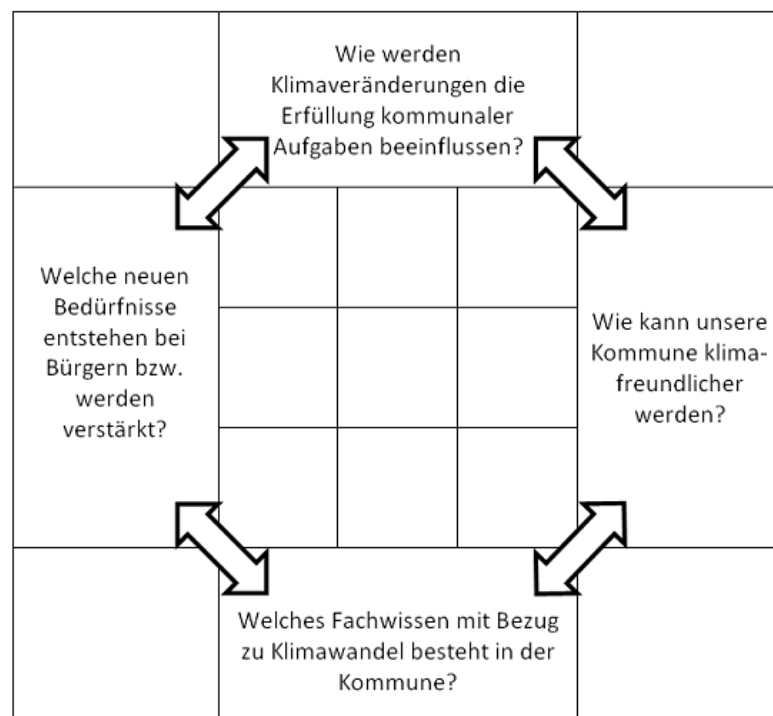 Wie werden
Klimaveränderungen die
Erfüllung kommunaler
Aufgaben beeinflussen?
Welche neuen
Bedürfnisse
entstehen bei
Bürgern bzw.
werden
verstärkt?
Wie kann unsere
Kommune klima-
freundlicher
werden?
Welches Fachwissen mit Bezug
zu Klimawandel besteht in der
Kommune?